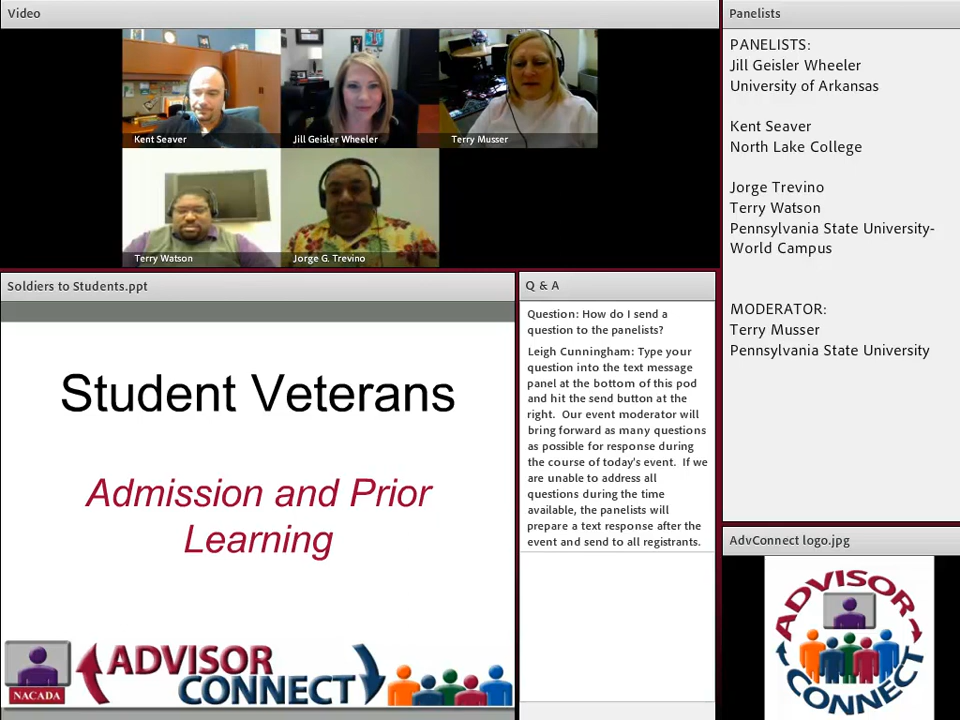 Video
Kent Seaver
Jill Geisler Wheeler
Terry Musser
Terry Watson
Jorge G. Trevino
Panelists
PANELISTS:
Jill Geisler Wheeler
University of Arkansas
Kent Seaver
North Lake College
Jorge Trevino
Terry Watson
Pennsylvania State University-
World Campus
MODERATOR:
Terry Musser
Pennsylvania State University
Soldiers to Students.ppt
Student Veterans
Admission and Prior
Learning
NACADA
ADVISOR
CONNECT
Q & A
Question: How do I send a
question to the panelists?
Leigh Cunningham: Type your
question into the text message
panel at the bottom of this pod
and hit the send button at the
right. Our event moderator will
bring forward as many questions
as possible for response during
the course of today's event. If we
are unable to address all
questions during the time
available, the panelists will
prepare a text response after the
event and send to all registrants.
AdvConnect logo.jpg
ADVISOR
CONNECT